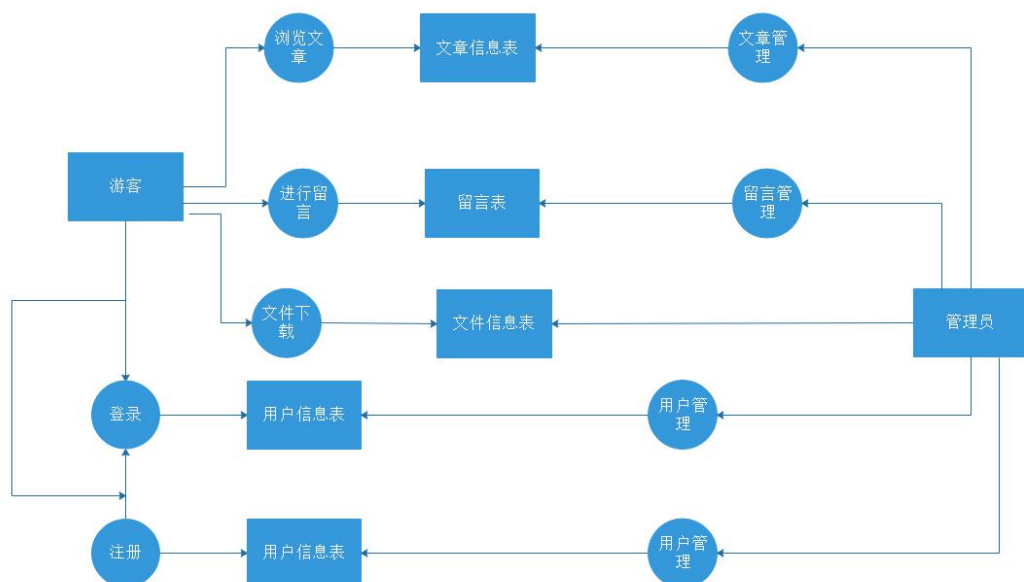 浏览文
章
文章信息表
文章管
理
游客
进行留
言
留言表
留言管
理
文件下
载
文件信息表
管理员
登录
用户信息表
用户管
理
注册
用户信息表
用户管
理